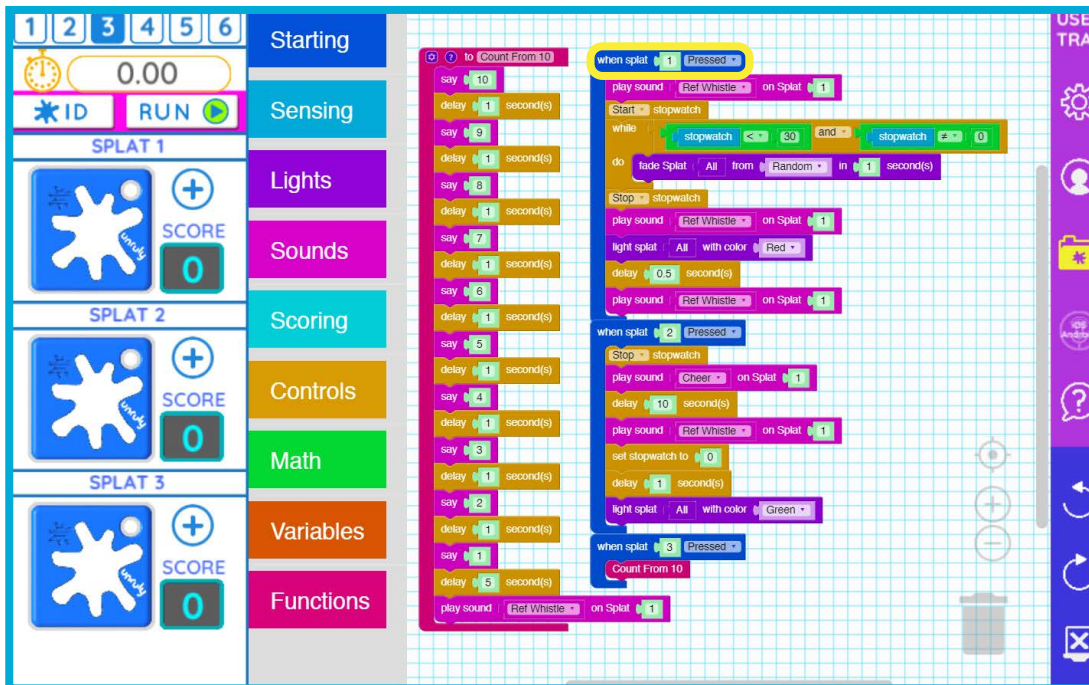 1 2 3 4 5 6
0.00
ID
RUN
SPLAT 1
unruly
SCORE
0
SPLAT 2
unruly
SCORE
0
SPLAT 3
unruly
SCORE
0
Starting
Sensing
Lights
Sounds
Scoring
Controls
Math
Variables
Functions
to Count From 10
say 10
delay 1 second(s)
say 9
delay 1 second(s)
say 8
delay 1 second(s)
say 7
delay 1 second(s)
say 6
delay 1 second(s)
say 5
delay 1 second(s)
say 4
delay 1 second(s)
say 3
delay 1 second(s)
say 2
delay 1 second(s)
say 1
delay 5 second(s)
play sound Ref Whistle on Splat 1
when splat 1 Pressed
play sound Ref Whistle on Splat 1
Start stopwatch
while stopwatch < 30 and stopwatch ≠ 0
do fade Splat All from Random in 1 second(s)
Stop stopwatch
play sound Ref Whistle on Splat 1
light splat All with color Red
delay 0.5 second(s)
play sound Ref Whistle on Splat 1
when splat 2 Pressed
Stop stopwatch
play sound Cheer on Splat 1
delay 10 second(s)
play sound Ref Whistle on Splat 1
set stopwatch to 0
delay 1 second(s)
light splat All with color Green
when splat 3 Pressed
Count From 10
USE
TRA
iOS